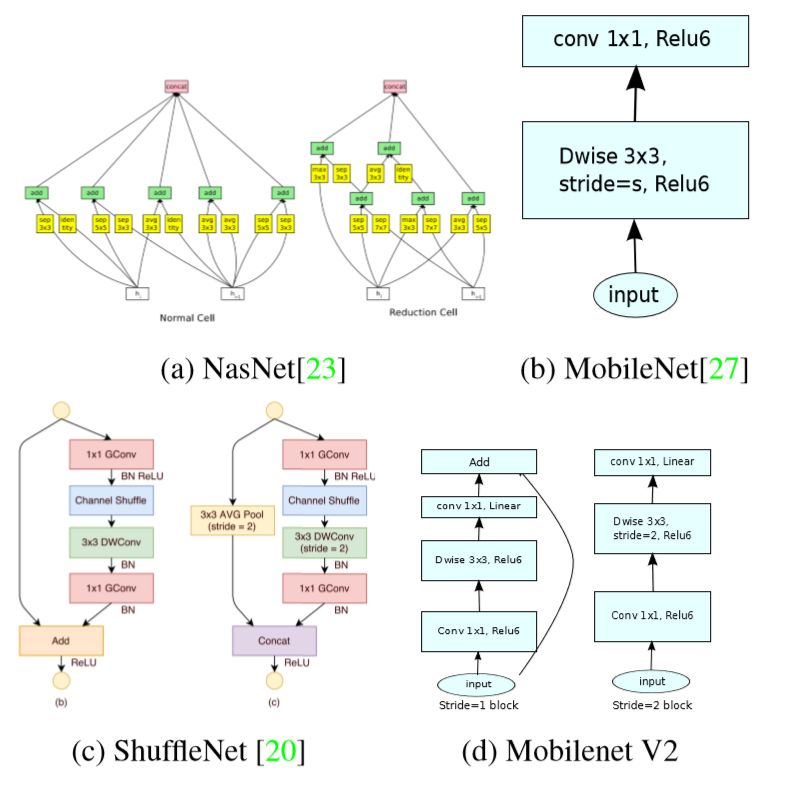 concat
add
add
add
add
add
sep
3x3
iden
tity
sep
5x5
sep
3x3
avg
3x3
iden
tity
avg
3x3
avg
3x3
sep
5x5
sep
3x3
Normal Cell
concat
add
add
max
3x3
sep
3x3
avg
3x3
iden
tity
add
add
add
sep
5x5
sep
7x7
max
3x3
sep
7x7
avg
3x3
sep
5x5
Reduction Cell
(a) NasNet[23]
conv 1x1, Relu6
Dwise 3x3,
stride=s, Relu6
input
(b) MobileNet[27]
1x1 GConv
BN ReLU
Channel Shuffle
3x3 DWConv
BN
1x1 GConv
BN
Add
ReLU
(b)
1x1 GConv
BN ReLU
3x3 AVG Pool
(stride = 2)
Channel Shuffle
3x3 DWConv
(stride = 2)
BN
1x1 GConv
BN
Concat
ReLU
(c)
(c) ShuffleNet [20]
Add
conv 1x1, Linear
Dwise 3x3, Relu6
Conv 1x1, Relu6
input
Stride=1 block
conv 1x1, Linear
Dwise 3x3,
stride=2, Relu6
Conv 1x1, Relu6
input
Stride=2 block
(d) Mobilenet V2